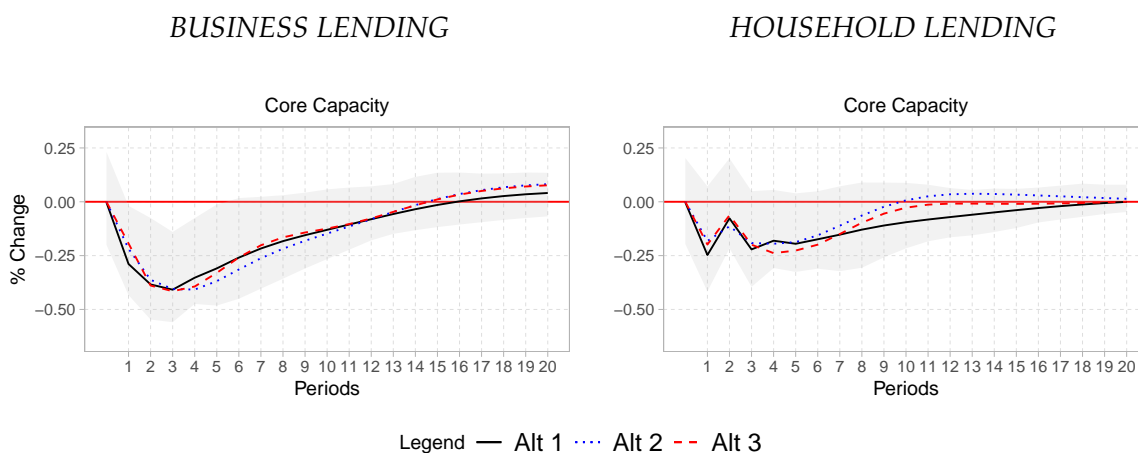 BUSINESS LENDING
HOUSEHOLD LENDING
Core Capacity
% Change
0.25
0.00
−0.25
−0.50
1 2 3 4 5 6 7 8 9 10 11 12 13 14 15 16 17 18 19 20
Periods
Core Capacity
0.25
0.00
−0.25
−0.50
1 2 3 4 5 6 7 8 9 10 11 12 13 14 15 16 17 18 19 20
Periods
Legend Alt 1 Alt 2 Alt 3